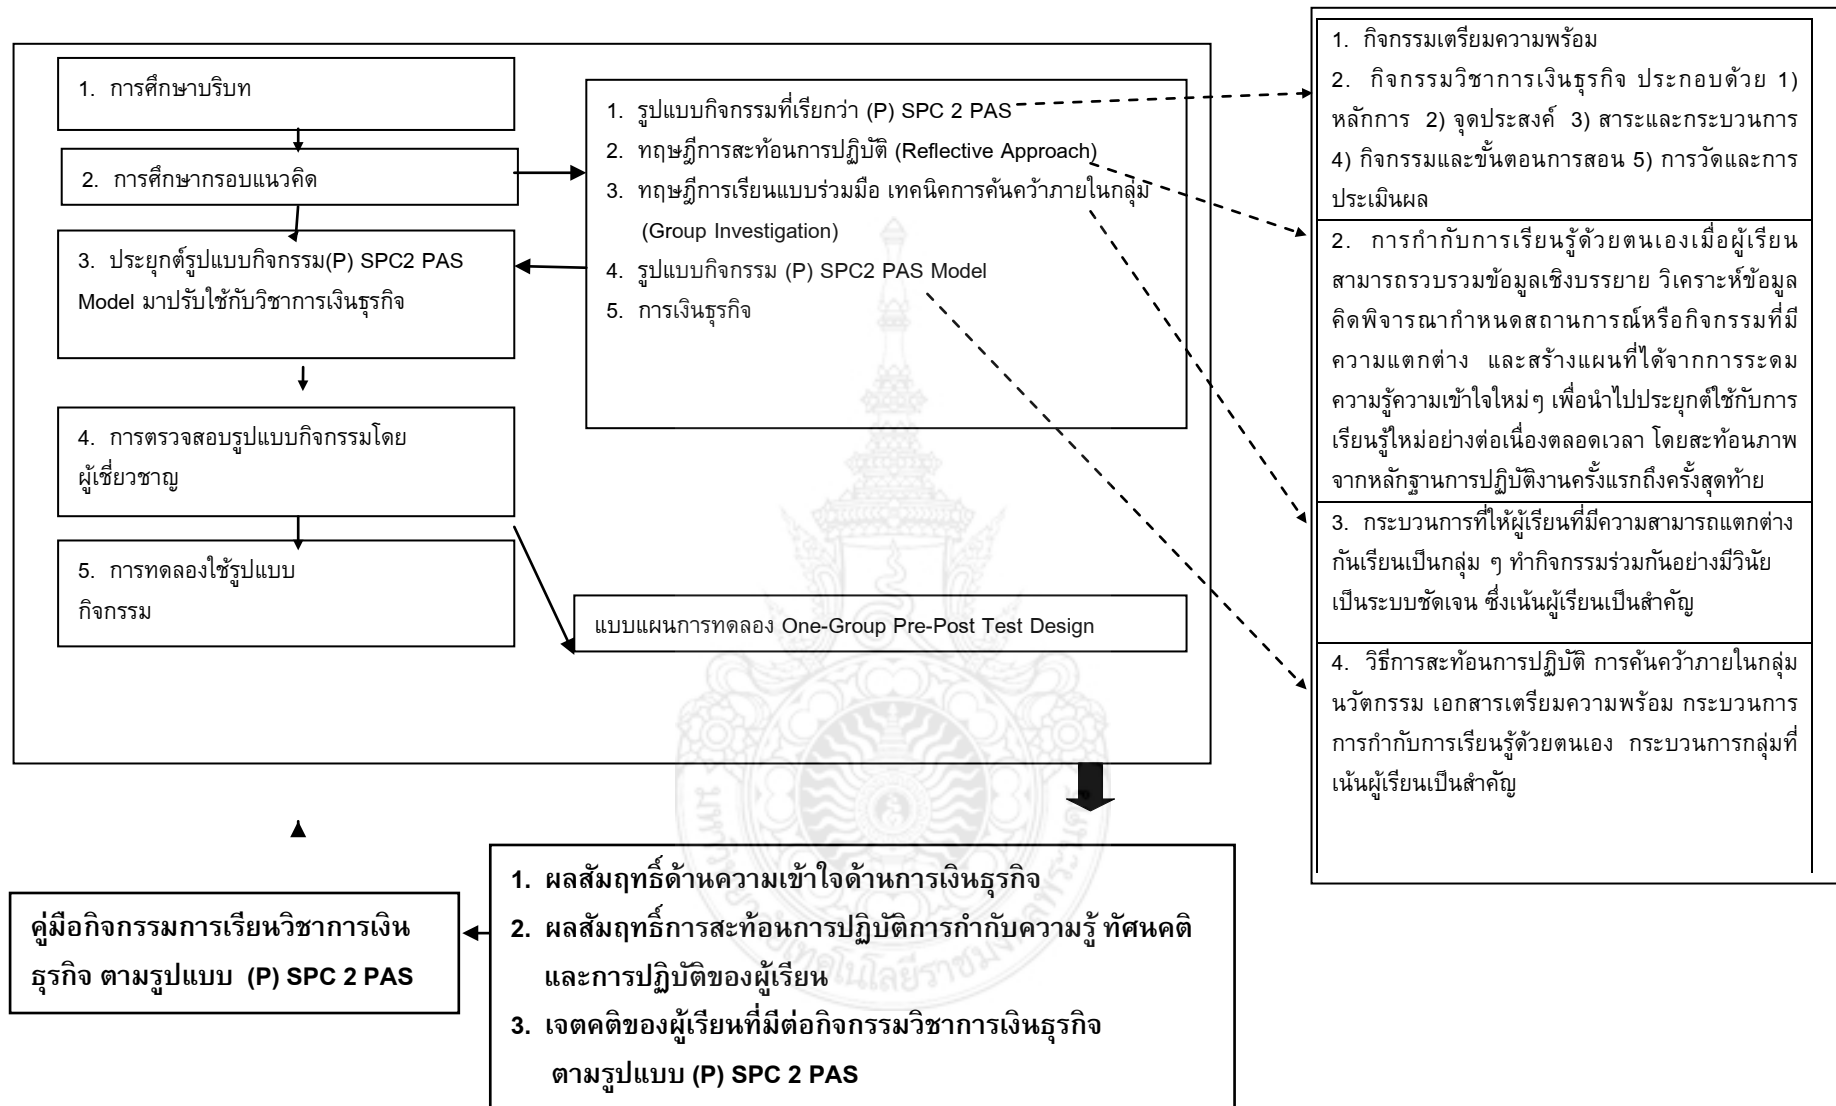 1. การศึกษาบริบท
2. การศึกษากรอบแนวคิด
3. ประยุกต์รูปแบบกิจกรรม(P) SPC2 PAS
Model มาปรับใช้กับวิชาการเงินธุรกิจ
4. การตรวจสอบรูปแบบกิจกรรมโดย
ผู้เชี่ยวชาญ
5. การทดลองใช้รูปแบบ
กิจกรรม
1. รูปแบบกิจกรรมที่เรียกว่า (P) SPC 2 PAS
2. ทฤษฎีการสะท้อนการปฏิบัติ (Reflective Approach)
3. ทฤษฎีการเรียนแบบร่วมมือ เทคนิคการค้นคว้าภายในกลุ่ม
(Group Investigation)
4. รูปแบบกิจกรรม (P) SPC2 PAS Model
5. การเงินธุรกิจ
แบบแผนการทดลอง One-Group Pre-Post Test Design
1. กิจกรรมเตรียมความพร้อม
2. กิจกรรมวิชาการเงินธุรกิจ ประกอบด้วย 1)
หลักการ 2) จุดประสงค์ 3) สาระและกระบวนการ
4) กิจกรรมและขั้นตอนการสอน 5) การวัดและการ
ประเมินผล
2. การกำกับการเรียนรู้ด้วยตนเองเมื่อผู้เรียน
สามารถรวบรวมข้อมูลเชิงบรรยาย วิเคราะห์ข้อมูล
คิดพิจารณากำหนดสถานการณ์หรือกิจกรรมที่มี
ความแตกต่าง และสร้างแผนที่ได้จากการระดม
ความรู้ความเข้าใจใหม่ๆ เพื่อนำไปประยุกต์ใช้กับการ
เรียนรู้ใหม่อย่างต่อเนื่องตลอดเวลา โดยสะท้อนภาพ
จากหลักฐานการปฏิบัติงานครั้งแรกถึงครั้งสุดท้าย
3. กระบวนการที่ให้ผู้เรียนที่มีความสามารถแตกต่าง
กันเรียนเป็นกลุ่ม ๆ ทำกิจกรรมร่วมกันอย่างมีวินัย
เป็นระบบชัดเจน ซึ่งเน้นผู้เรียนเป็นสำคัญ
4. วิธีการสะท้อนการปฏิบัติ การค้นคว้าภายในกลุ่ม
นวัตกรรม เอกสารเตรียมความพร้อม กระบวนการ
การกำกับการเรียนรู้ด้วยตนเอง กระบวนการกลุ่มที่
เน้นผู้เรียนเป็นสำคัญ
คู่มือกิจกรรมการเรียนวิชาการเงิน
ธุรกิจ ตามรูปแบบ (P) SPC 2 PAS
1. ผลสัมฤทธิ์ด้านความเข้าใจด้านการเงินธุรกิจ
2. ผลสัมฤทธิ์การสะท้อนการปฏิบัติการกำกับความรู้ ทัศนคติ
และการปฏิบัติของผู้เรียน
3. เจตคติของผู้เรียนที่มีต่อกิจกรรมวิชาการเงินธุรกิจ
ตามรูปแบบ (P) SPC 2 PAS